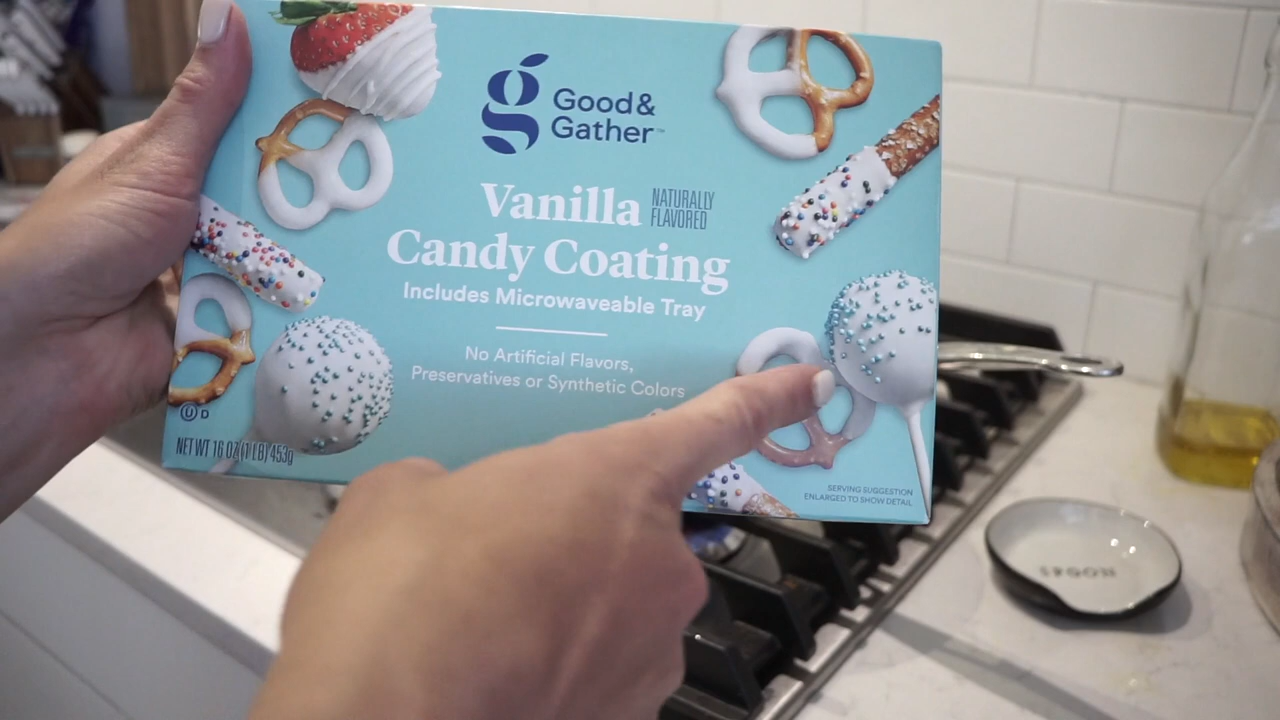 Good&
Gather™
Vanilla NATURALLY
FLAVORED
Candy Coating
Includes Microwaveable Tray
No Artificial Flavors,
Preservatives or Synthetic Colors
U D
NET WT 16 OZ (1 LB) 453g
SERVING SUGGESTION
ENLARGED TO SHOW DETAIL
SPOON